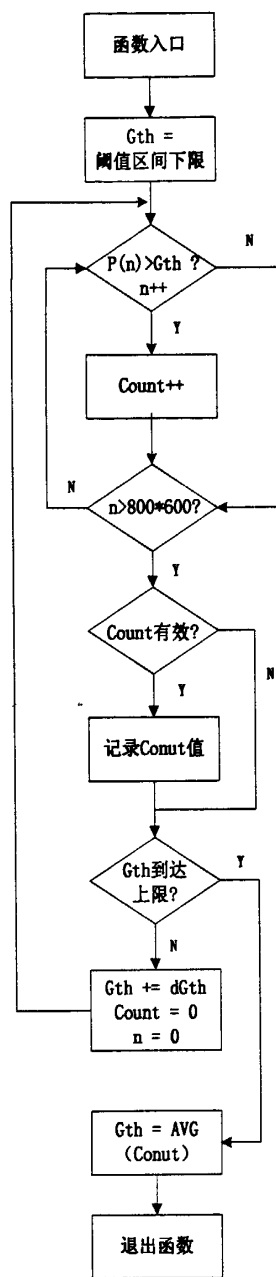 函数入口
Gth =
阈值区间下限
P(n)>Gth ?
n++
N
Y
Count++
n>800*600?
N
Y
Count有效?
N
Y
记录Conut值
Gth到达
上限?
Y
N
Gth += dGth
Count = 0
n = 0
Gth = AVG
(Conut)
退出函数